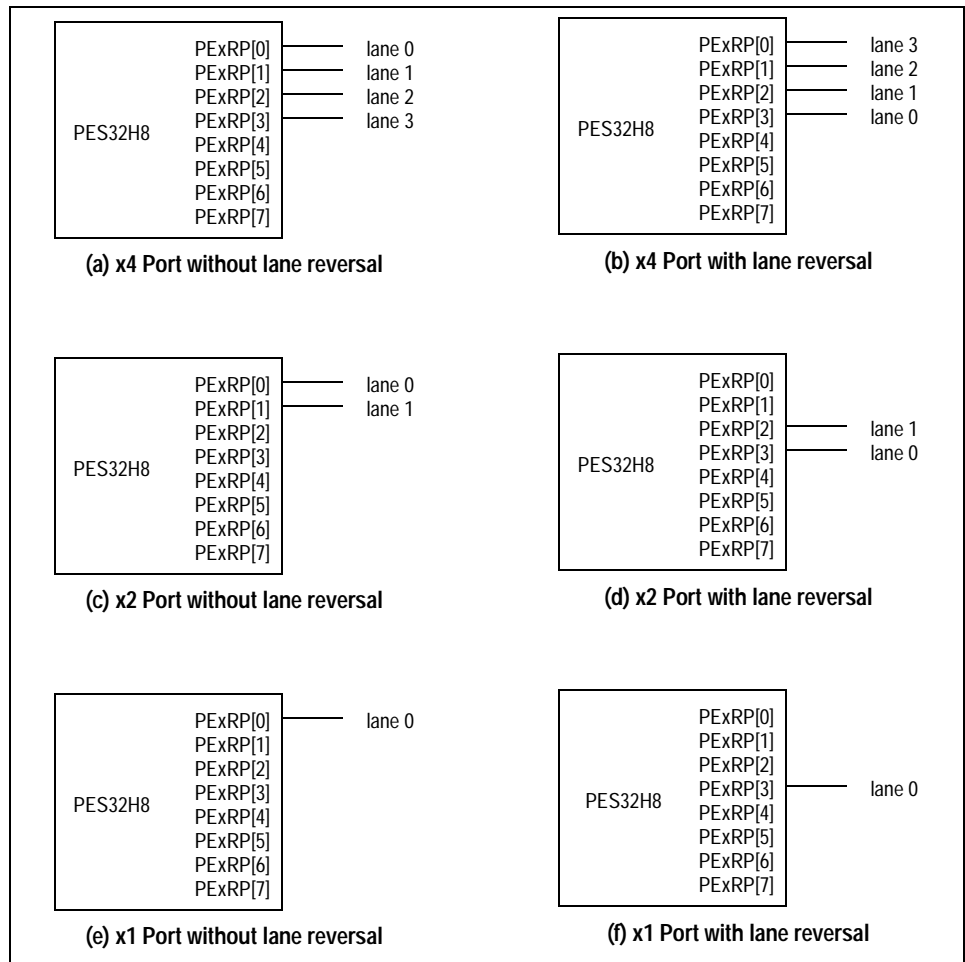 PES32H8
PExRP[0] lane 0
PExRP[1] lane 1
PExRP[2] lane 2
PExRP[3] lane 3
PExRP[4]
PExRP[5]
PExRP[6]
PExRP[7]
(a) x4 Port without lane reversal
PES32H8
PExRP[0] lane 3
PExRP[1] lane 2
PExRP[2] lane 1
PExRP[3] lane 0
PExRP[4]
PExRP[5]
PExRP[6]
PExRP[7]
(b) x4 Port with lane reversal
PES32H8
PExRP[0] lane 0
PExRP[1] lane 1
PExRP[2]
PExRP[3]
PExRP[4]
PExRP[5]
PExRP[6]
PExRP[7]
(c) x2 Port without lane reversal
PES32H8
PExRP[0]
PExRP[1]
PExRP[2] lane 1
PExRP[3] lane 0
PExRP[4]
PExRP[5]
PExRP[6]
PExRP[7]
(d) x2 Port with lane reversal
PES32H8
PExRP[0] lane 0
PExRP[1]
PExRP[2]
PExRP[3]
PExRP[4]
PExRP[5]
PExRP[6]
PExRP[7]
(e) x1 Port without lane reversal
PES32H8
PExRP[0]
PExRP[1]
PExRP[2]
PExRP[3] lane 0
PExRP[4]
PExRP[5]
PExRP[6]
PExRP[7]
(f) x1 Port with lane reversal